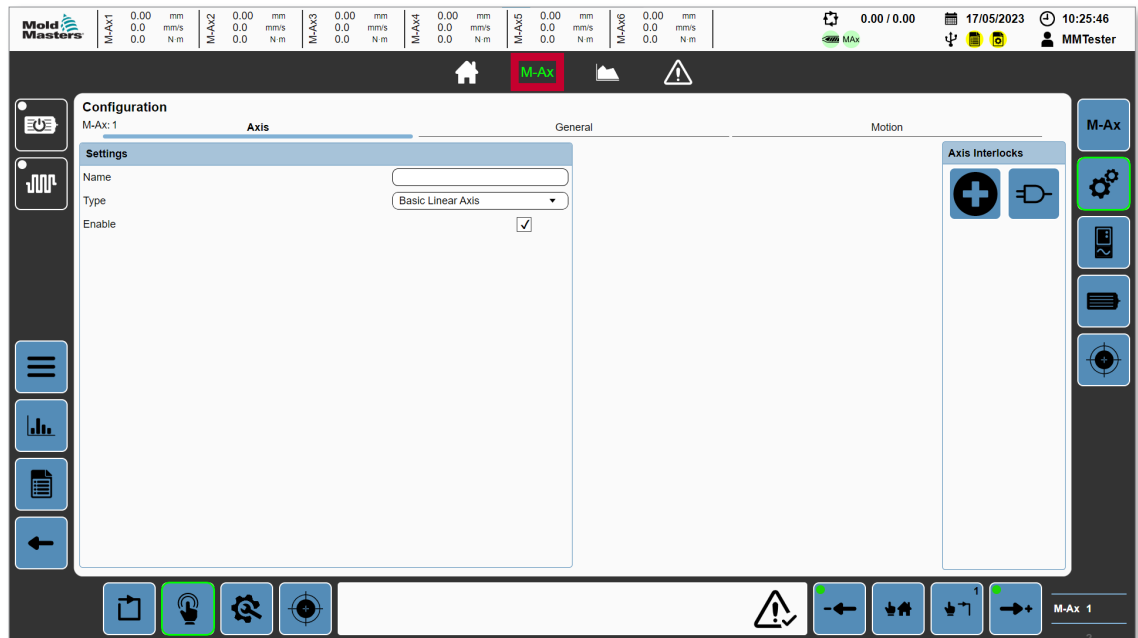 Mold
Masters
M-Ax1 0.00 mm
0.0 mm/s
0.0 N·m
M-Ax2 0.00 mm
0.0 mm/s
0.0 N·m
M-Ax3 0.00 mm
0.0 mm/s
0.0 N·m
M-Ax4 0.00 mm
0.0 mm/s
0.0 N·m
M-Ax5 0.00 mm
0.0 mm/s
0.0 N·m
M-Ax6 0.00 mm
0.0 mm/s
0.0 N·m
0.00 / 0.00
MAx
17/05/2023
10:25:46
MMTester
M-Ax
Configuration
M-Ax: 1
Axis
General
Motion
Settings
Name
Type
Basic Linear Axis
Enable
Axis Interlocks
M-Ax
1
M-Ax 1
2